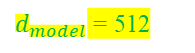 d_model = 512